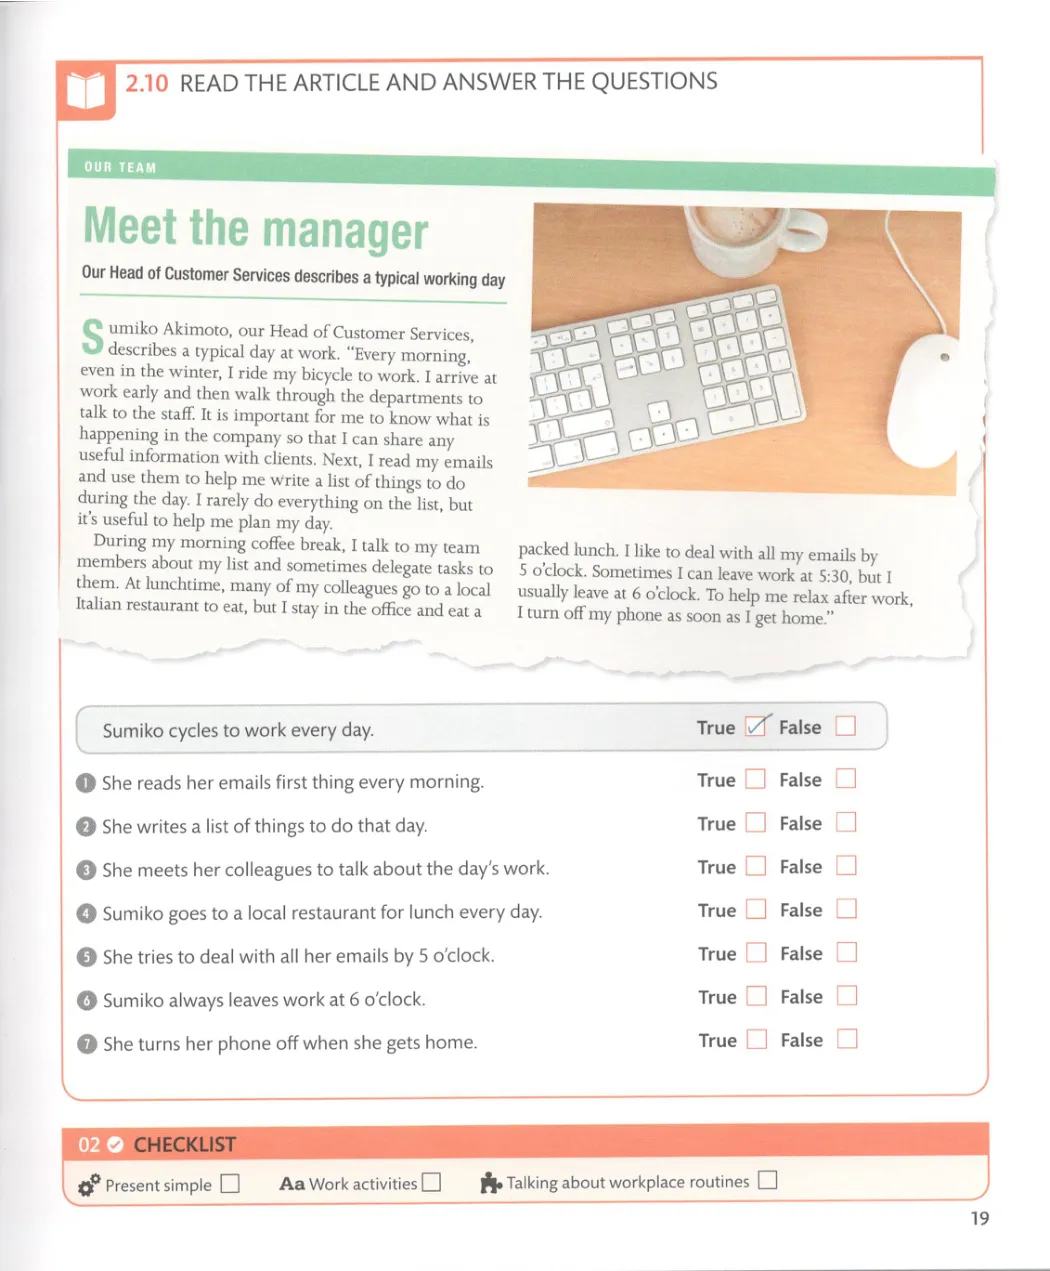 2.10 READ THE ARTICLE AND ANSWER THE QUESTIONS
OUR TEAM
Meet the manager
Our Head of Customer Services describes a typical working day
Sumiko Akimoto, our Head of Customer Services,
describes a typical day at work. "Every morning,
even in the winter, I ride my bicycle to work. I arrive at
work early and then walk through the departments to
talk to the staff. It is important for me to know what is
happening in the company so that I can share any
useful information with clients. Next, I read my emails
and use them to help me write a list of things to do
during the day. I rarely do everything on the list, but
it's useful to help me plan my day.
During my morning coffee break, I talk to my team
members about my list and sometimes delegate tasks to
them. At lunchtime, many of my colleagues go to a local
Italian restaurant to eat, but I stay in the office and eat a
packed lunch. I like to deal with all my emails by
5 o'clock. Sometimes I can leave work at 5:30, but I
usually leave at 6 o'clock. To help me relax after work,
I turn off my phone as soon as I get home."
Sumiko cycles to work every day. True False
1 She reads her emails first thing every morning. True False
2 She writes a list of things to do that day. True False
3 She meets her colleagues to talk about the day's work. True False
4 Sumiko goes to a local restaurant for lunch every day. True False
5 She tries to deal with all her emails by 5 o'clock. True False
6 Sumiko always leaves work at 6 o'clock. True False
7 She turns her phone off when she gets home. True False
02 CHECKLIST
Present simple Aa Work activities Talking about workplace routines
19